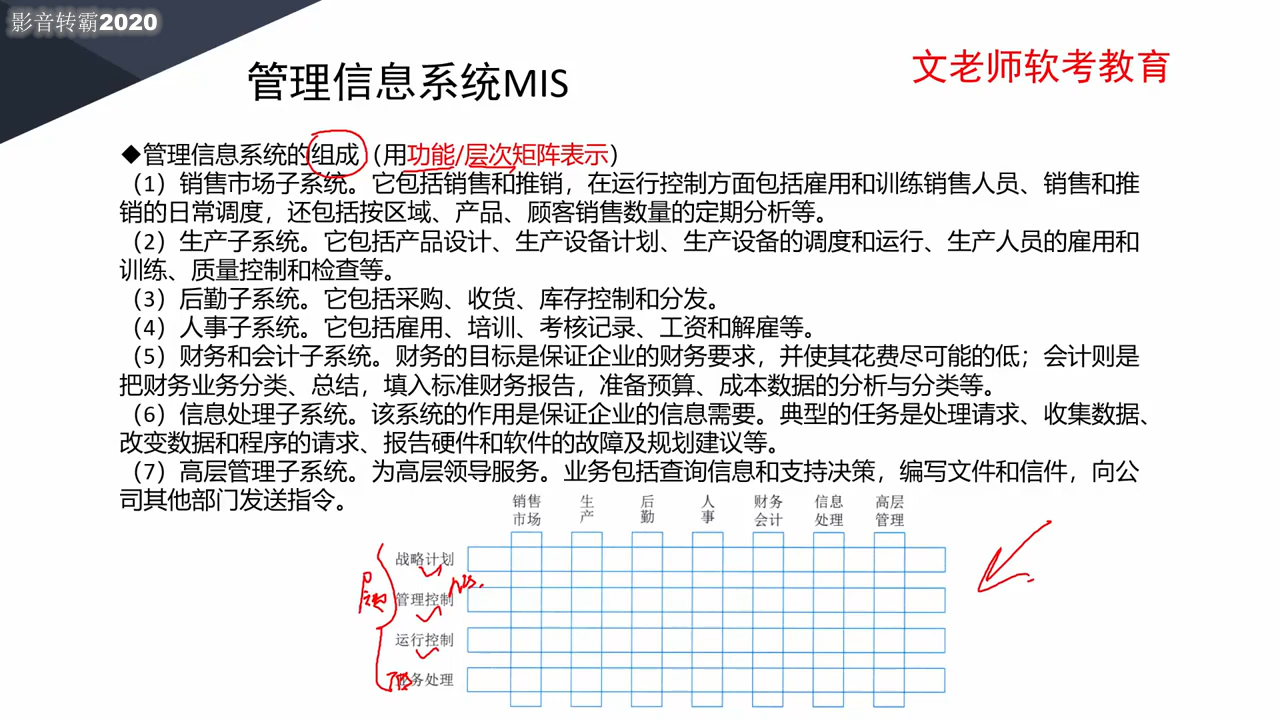 影音转霸2020
管理信息系统MIS
文老师软考教育
◆管理信息系统的组成（用功能/层次矩阵表示）
（1）销售市场子系统。它包括销售和推销，在运行控制方面包括雇用和训练销售人员、销售和推
销的日常调度，还包括按区域、产品、顾客销售数量的定期分析等。
（2）生产子系统。它包括产品设计、生产设备计划、生产设备的调度和运行、生产人员的雇用和
训练、质量控制和检查等。
（3）后勤子系统。它包括采购、收货、库存控制和分发。
（4）人事子系统。它包括雇用、培训、考核记录、工资和解雇等。
（5）财务和会计子系统。财务的目标是保证企业的财务要求，并使其花费尽可能的低；会计则是
把财务业务分类、总结，填入标准财务报告，准备预算、成本数据的分析与分类等。
（6）信息处理子系统。该系统的作用是保证企业的信息需要。典型的任务是处理请求、收集数据、
改变数据和程序的请求、报告硬件和软件的故障及规划建议等。
（7）高层管理子系统。为高层领导服务。业务包括查询信息和支持决策，编写文件和信件，向公
司其他部门发送指令。
销售 生 后 人 财务 信息 高层
市场 产 勤 事 会计 处理 管理
战略计划
管理控制
运行控制
务处理